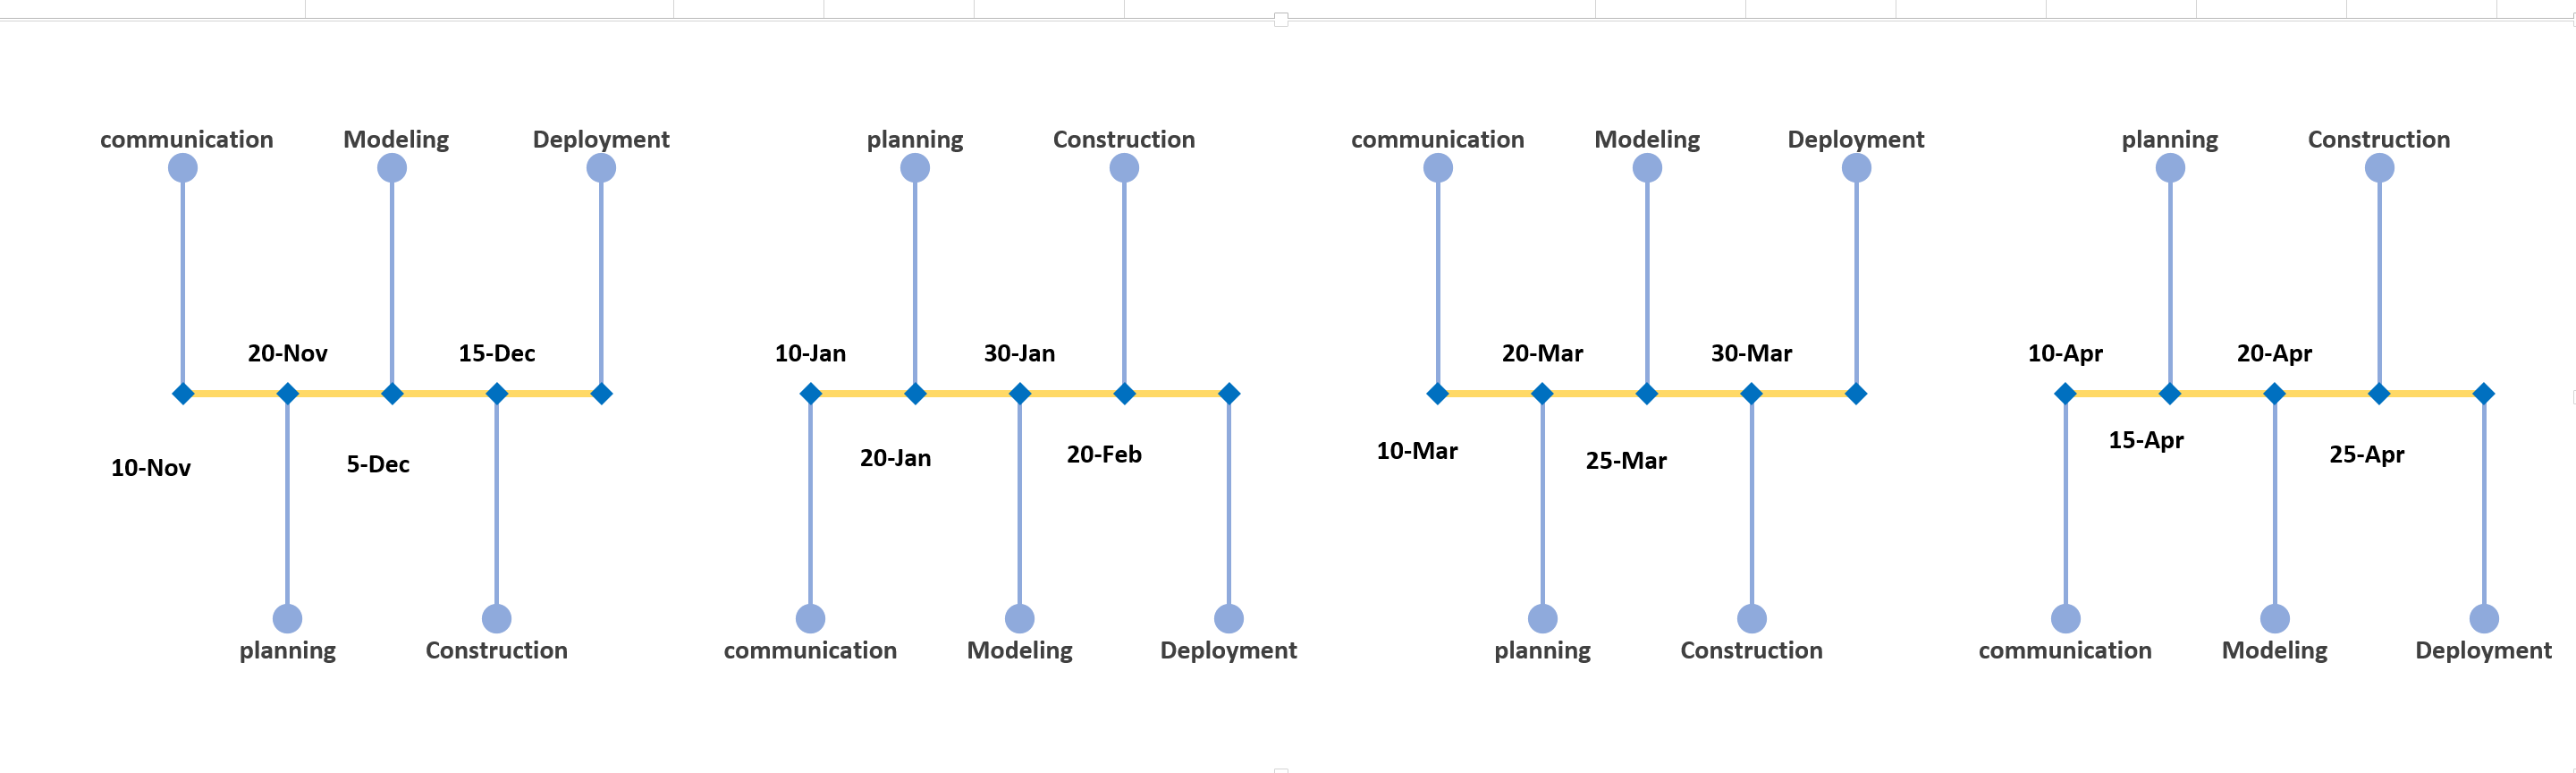 communication Modeling Deployment planning Construction communication Modeling Deployment planning Construction
20-Nov 15-Dec 10-Jan 30-Jan 20-Mar 30-Mar 10-Apr 20-Apr
10-Nov 5-Dec 20-Jan 20-Feb 10-Mar 25-Mar 15-Apr 25-Apr
planning Construction communication Modeling Deployment planning Construction communication Modeling Deployment